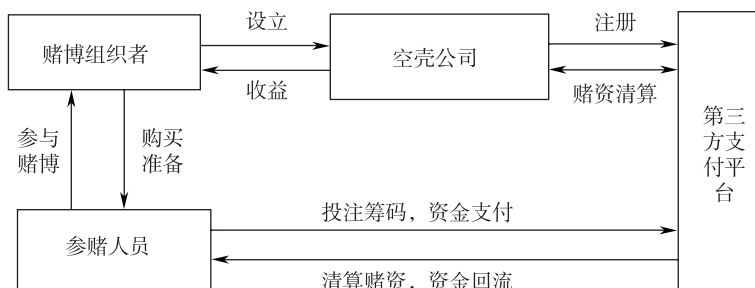 设立
注册
赌博组织者
空壳公司
收益
赌资清算
第三
方支
付平
台
参与
赌博
购买
准备
投注筹码，资金支付
参赌人员
清算赌资，资金回流